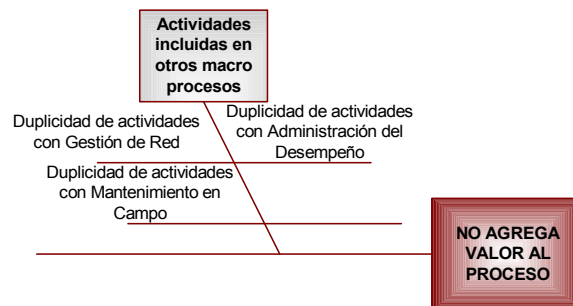 Actividades
incluidas en
otros macro
procesos
Duplicidad de actividades
con Gestión de Red
Duplicidad de actividades
con Administración del
Desempeño
Duplicidad de actividades
con Mantenimiento en
Campo
NO AGREGA
VALOR AL
PROCESO